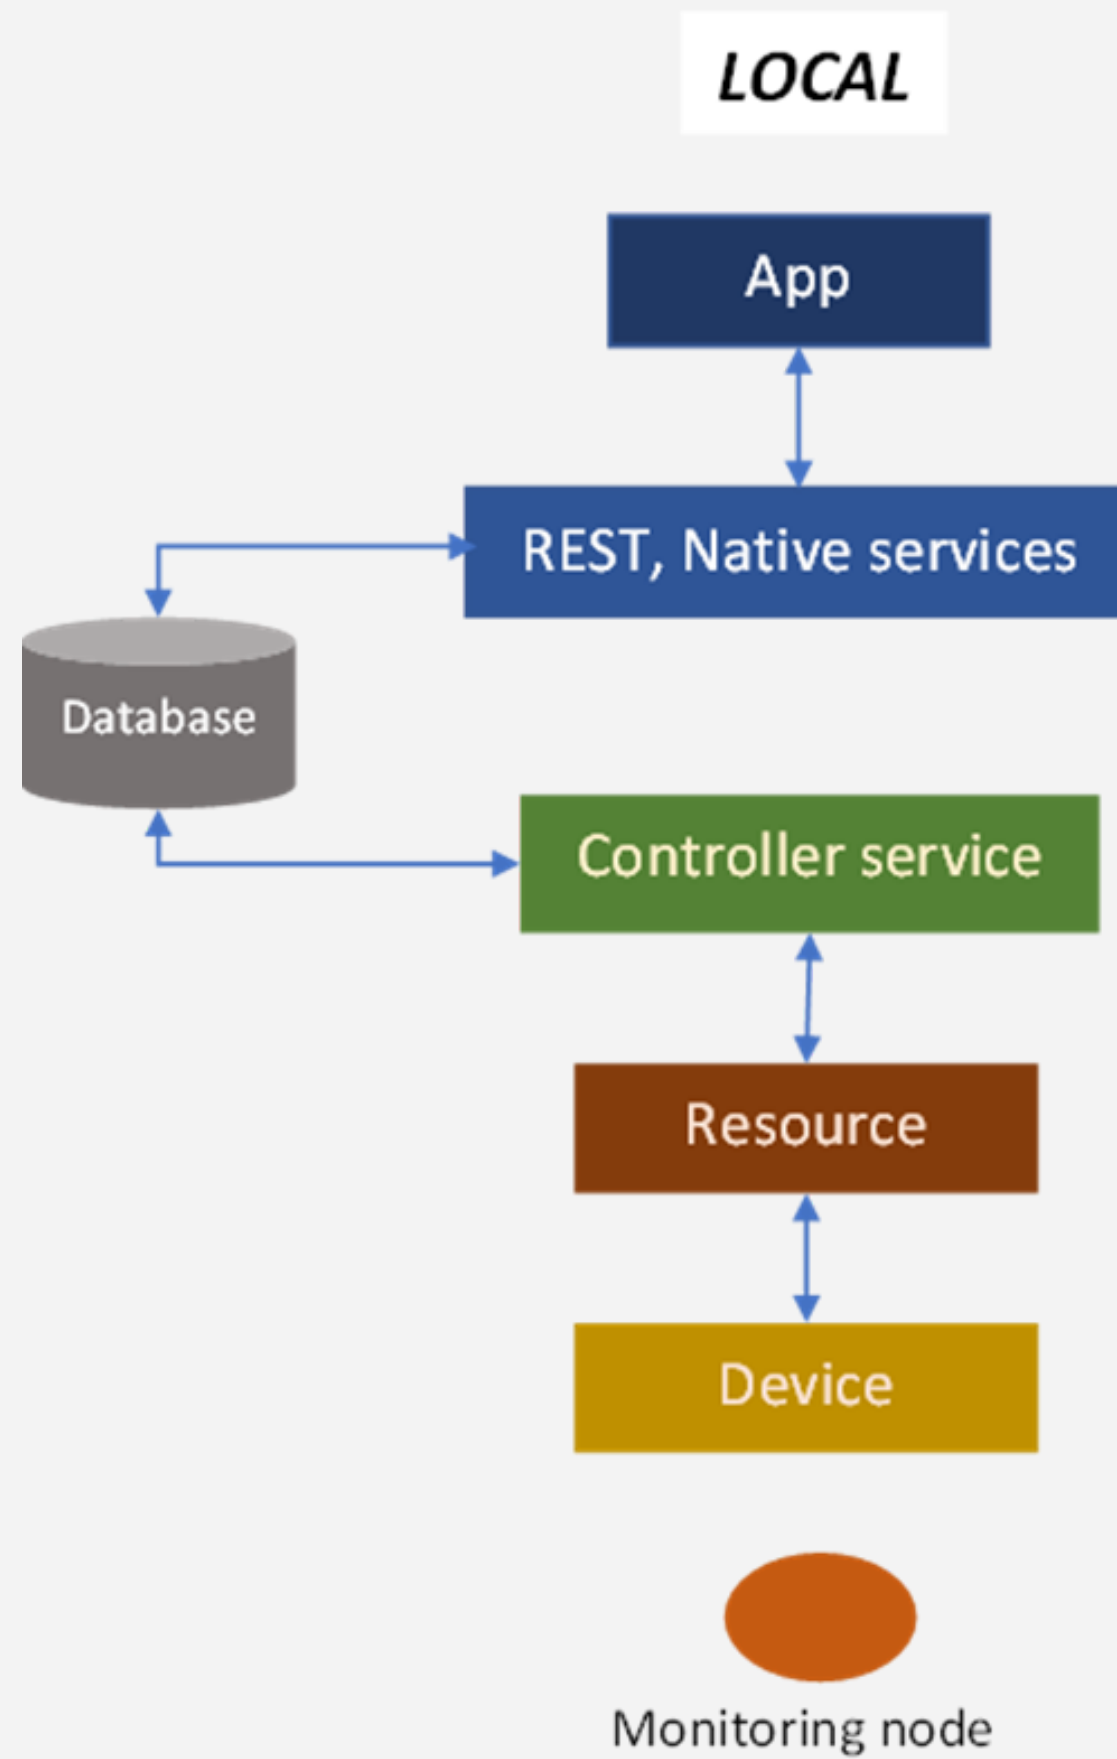 LOCAL
App
REST, Native services
Database
Controller service
Resource
Device
Monitoring node